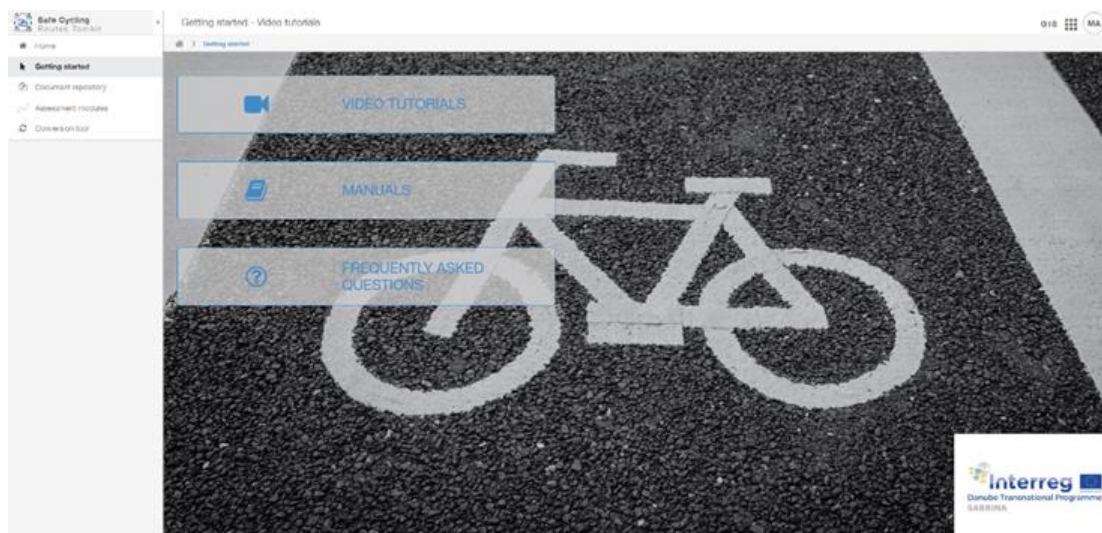 Safe Cycling
Routes Toolkit
Getting started - Video tutorials
GIS
MA
Home
Getting started
Getting started
Document repository
Assessment modules
Conversion tool
VIDEO TUTORIALS
MANUALS
FREQUENTLY ASKED
QUESTIONS
Interreg
Danube Transnational Programme
SABRINA